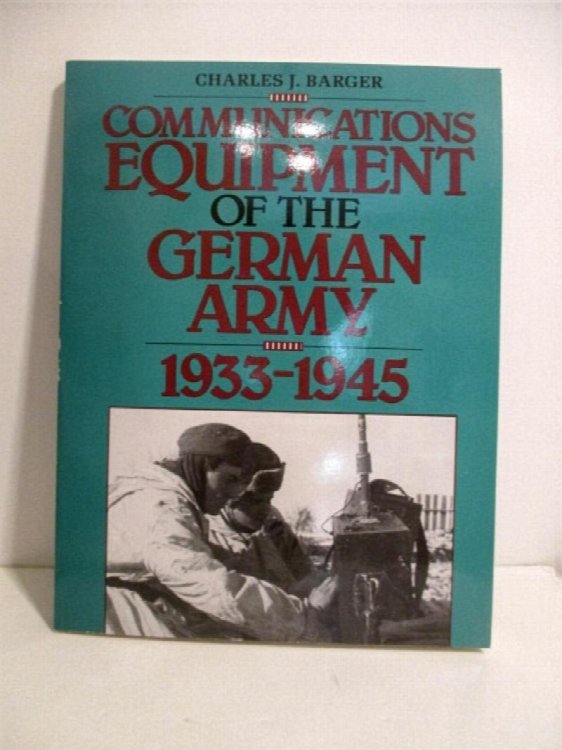 CHARLES J. BARGER
COMMUNICATIONS
EQUIPMENT
OF THE
GERMAN
ARMY
1933-1945